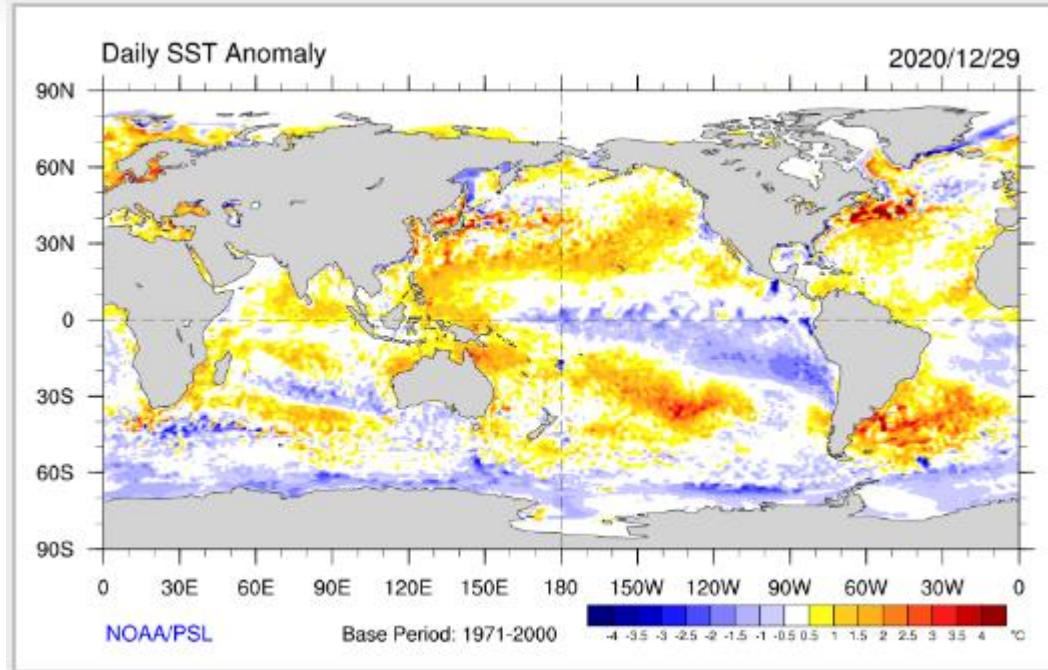 Daily SST Anomaly 2020/12/29
90N
60N
30N
0
30S
60S
90S
0 30E 60E 90E 120E 150E 180 150W 120W 90W 60W 30W 0
NOAA/PSL Base Period: 1971-2000
-4 -3.5 -3 -2.5 -2 -1.5 -1 -0.5 0.5 1 1.5 2 2.5 3 3.5 4 °C